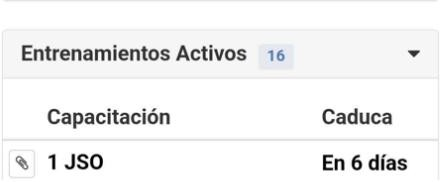 Entrenamientos Activos 16
Capacitación Caduca
1 JSO En 6 días